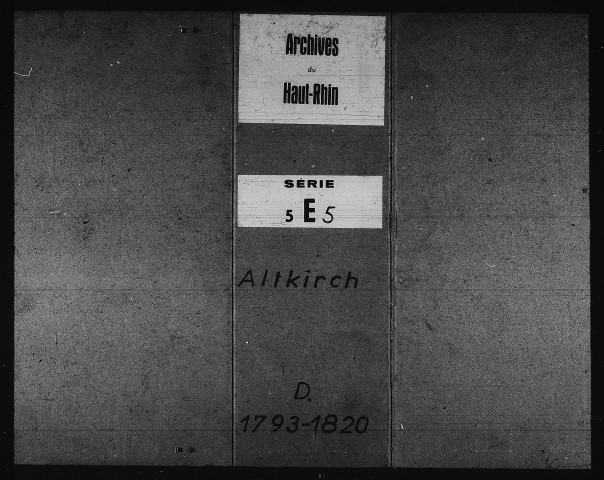 Archives
du
Haut-Rhin
SÉRIE
5 E 5
Altkirch
D.
1793-1820